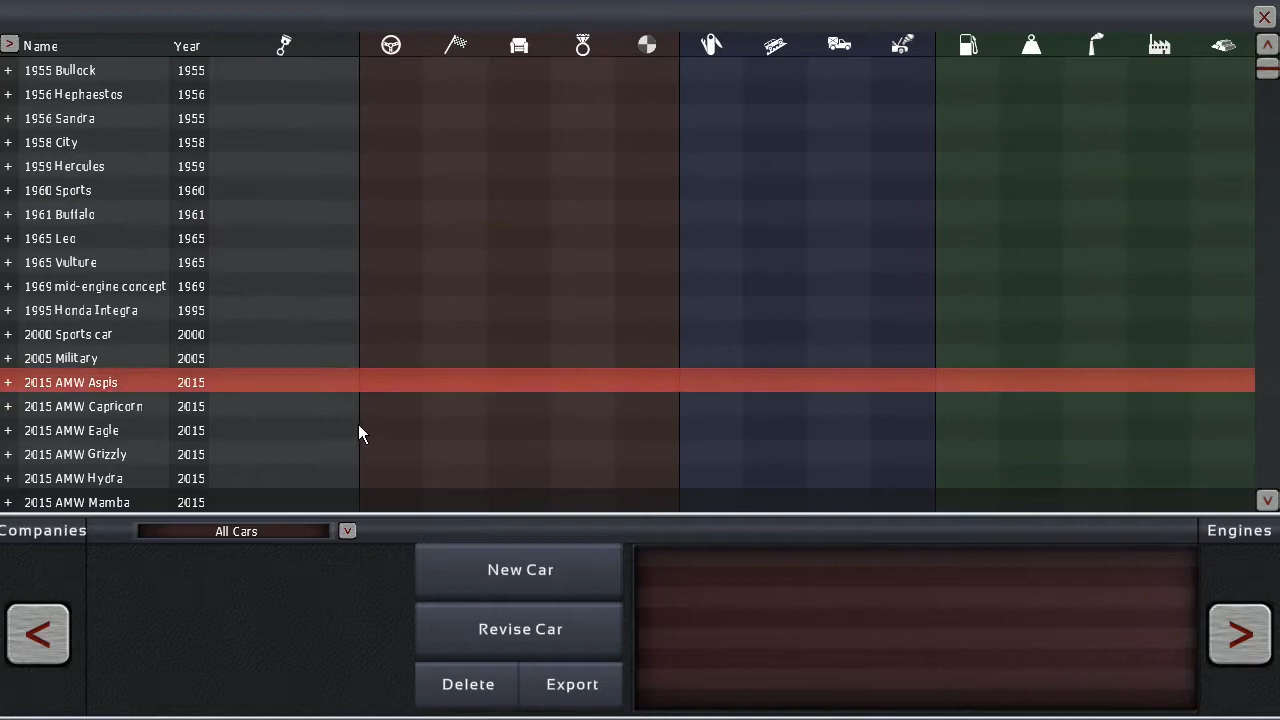 Name Year
+ 1955 Bullock 1955
+ 1956 Hephaestos 1956
+ 1956 Sandra 1955
+ 1958 City 1958
+ 1959 Hercules 1959
+ 1960 Sports 1960
+ 1961 Buffalo 1961
+ 1965 Leo 1965
+ 1965 Vulture 1965
+ 1969 mid-engine concept 1969
+ 1995 Honda Integra 1995
+ 2000 Sports car 2000
+ 2005 Military 2005
+ 2015 AMW Aspis 2015
+ 2015 AMW Capricorn 2015
+ 2015 AMW Eagle 2015
+ 2015 AMW Grizzly 2015
+ 2015 AMW Hydra 2015
+ 2015 AMW Mamba 2015
Companies All Cars Engines
New Car
Revise Car
Delete Export